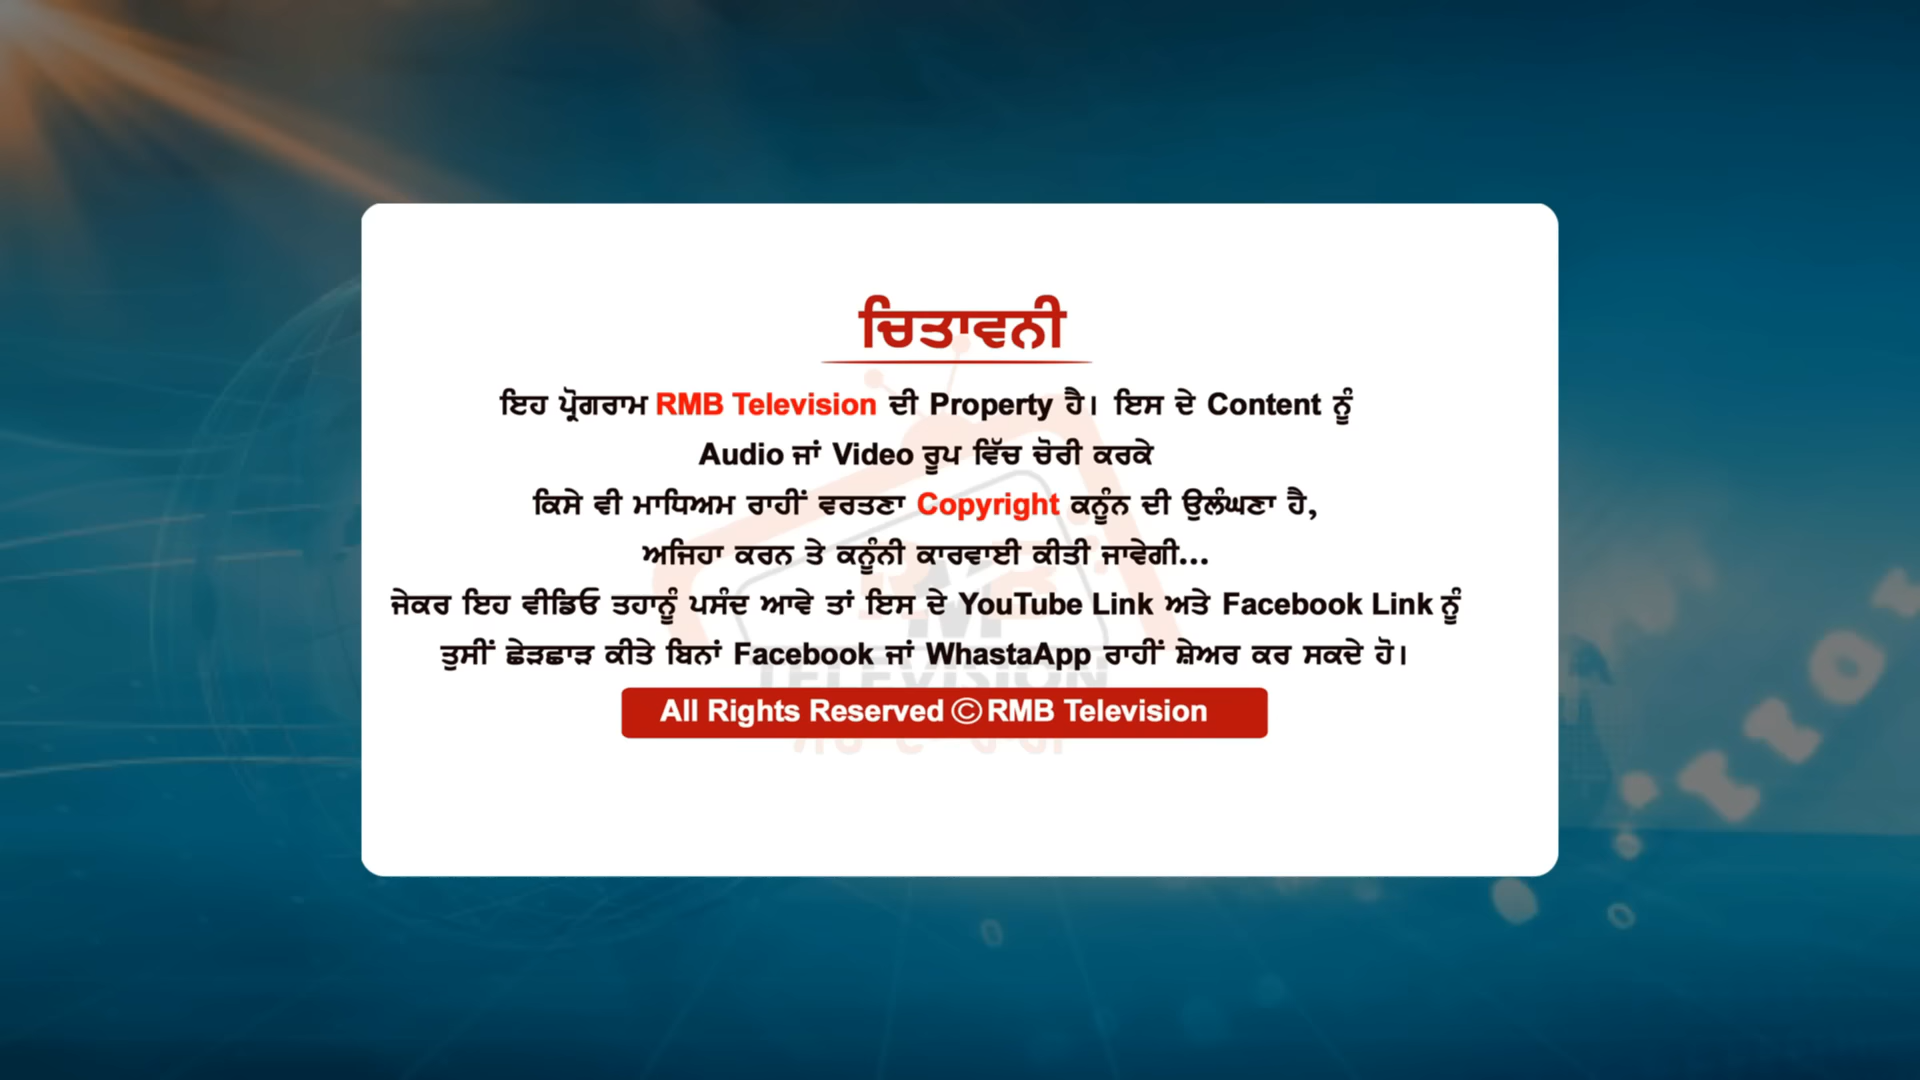 ਚਿਤਾਵਨੀ
ਇਹ ਪ੍ਰੋਗਰਾਮ RMB Television ਦੀ Property ਹੈ। ਇਸ ਦੇ Content ਨੂੰ
Audio ਜਾਂ Video ਰੂਪ ਵਿੱਚ ਚੋਰੀ ਕਰਕੇ
ਕਿਸੇ ਵੀ ਮਾਧਿਅਮ ਰਾਹੀਂ ਵਰਤਣਾ Copyright ਕਨੂੰਨ ਦੀ ਉਲੰਘਣਾ ਹੈ,
ਅਜਿਹਾ ਕਰਨ ਤੇ ਕਨੂੰਨੀ ਕਾਰਵਾਈ ਕੀਤੀ ਜਾਵੇਗੀ...
ਜੇਕਰ ਇਹ ਵੀਡਿਓ ਤਹਾਨੂੰ ਪਸੰਦ ਆਵੇ ਤਾਂ ਇਸ ਦੇ YouTube Link ਅਤੇ Facebook Link ਨੂੰ
ਤੁਸੀਂ ਛੇੜਛਾੜ ਕੀਤੇ ਬਿਨਾਂ Facebook ਜਾਂ WhastaApp ਰਾਹੀਂ ਸ਼ੇਅਰ ਕਰ ਸਕਦੇ ਹੋ।
All Rights Reserved © RMB Television